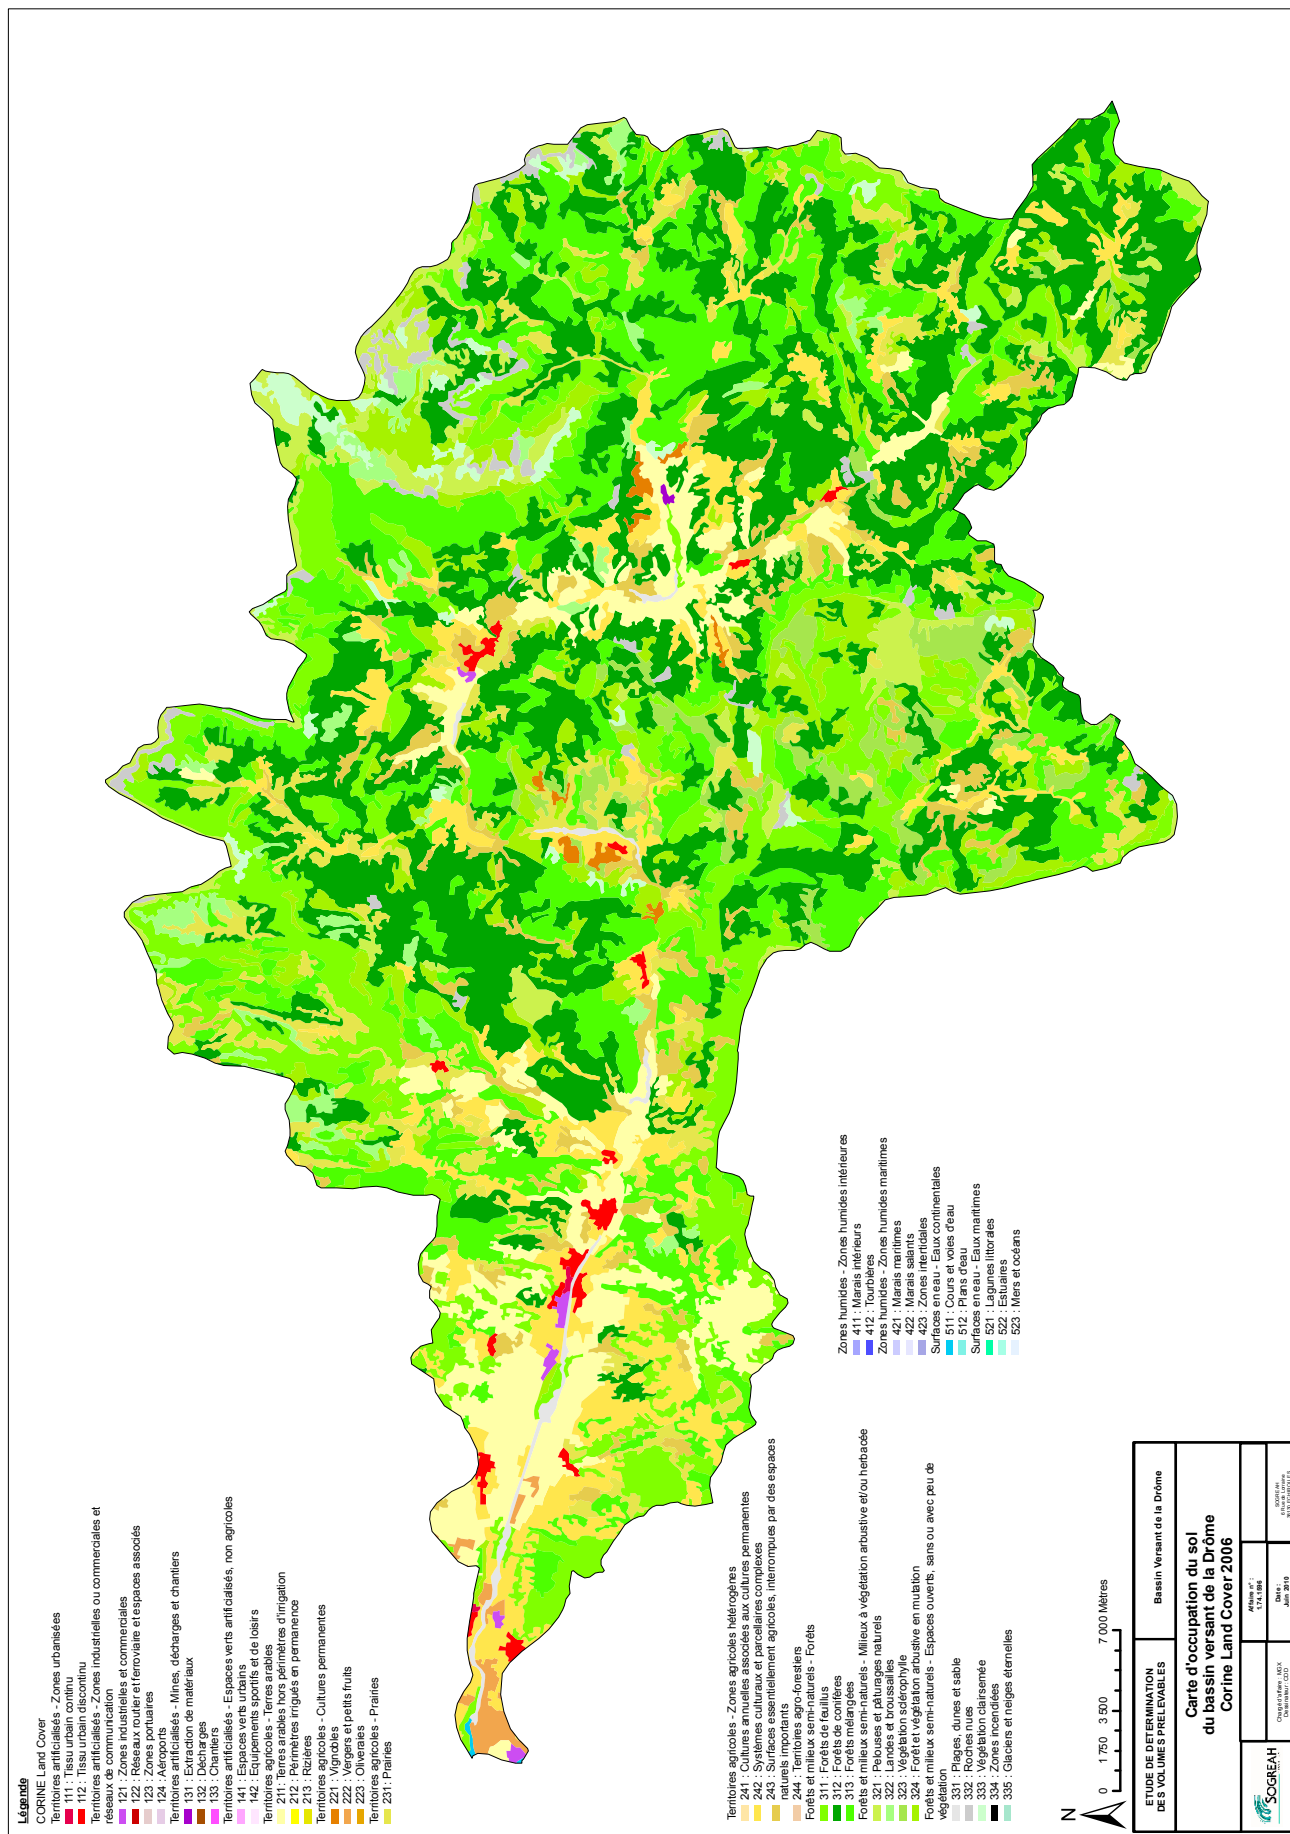 Légende
CORINE Land Cover
Territoires artificialisés - Zones urbanisées
111 : Tissu urbain continu
112 : Tissu urbain discontinu
Territoires artificialisés - Zones industrielles ou commerciales et
réseaux de communication
121 : Zones industrielles et commerciales
122 : Réseaux routier et ferroviaire et espaces associés
123 : Zones portuaires
124 : Aéroports
Territoires artificialisés - Mines, décharges et chantiers
131 : Extraction de matériaux
132 : Décharges
133 : Chantiers
Territoires artificialisés - Espaces verts artificialisés, non agricoles
141 : Espaces verts urbains
142 : Equipements sportifs et de loisirs
Territoires agricoles - Terres arables
211 : Terres arables hors périmètres d'irrigation
212 : Périmètres irrigués en permanence
213 : Rizières
Territoires agricoles - Cultures permanentes
221 : Vignobles
222 : Vergers et petits fruits
223 : Oliveraies
Territoires agricoles - Prairies
231 : Prairies
Territoires agricoles - Zones agricoles hétérogènes
241 : Cultures annuelles associées aux cultures permanentes
242 : Systèmes culturaux et parcellaires complexes
243 : Surfaces essentiellement agricoles, interrompues par des espaces
naturels importants
244 : Territoires agro-forestiers
Forêts et milieux semi-naturels - Forêts
311 : Forêts de feuillus
312 : Forêts de conifères
313 : Forêts mélangées
Forêts et milieux semi-naturels - Milieux à végétation arbustive et/ou herbacée
321 : Pelouses et pâturages naturels
322 : Landes et broussailles
323 : Végétation sclérophylle
324 : Forêt et végétation arbustive en mutation
Forêts et milieux semi-naturels - Espaces ouverts, sans ou avec peu de
végétation
331 : Plages, dunes et sable
332 : Roches nues
333 : Végétation clairsemée
334 : Zones incendiées
335 : Glaciers et neiges éternelles
Zones humides - Zones humides intérieures
411 : Marais intérieurs
412 : Tourbières
Zones humides - Zones humides maritimes
421 : Marais maritimes
422 : Marais salants
423 : Zones intertidales
Surfaces en eau - Eaux continentales
511 : Cours et voies d'eau
512 : Plans d'eau
Surfaces en eau - Eaux maritimes
521 : Lagunes littorales
522 : Estuaires
523 : Mers et océans
N
0 1 750 3 500 7 000 Mètres
ETUDE DE DETERMINATION
DES VOLUMES PRELEVABLES
Bassin Versant de la Drôme
Carte d'occupation du sol
du bassin versant de la Drôme
Corine Land Cover 2006
SOGREAH
Chargé d'affaire : MGX
Dessinateur : CDD
Affaire n° :
1.74.1896
Date :
Juin 2010
SOGREAH